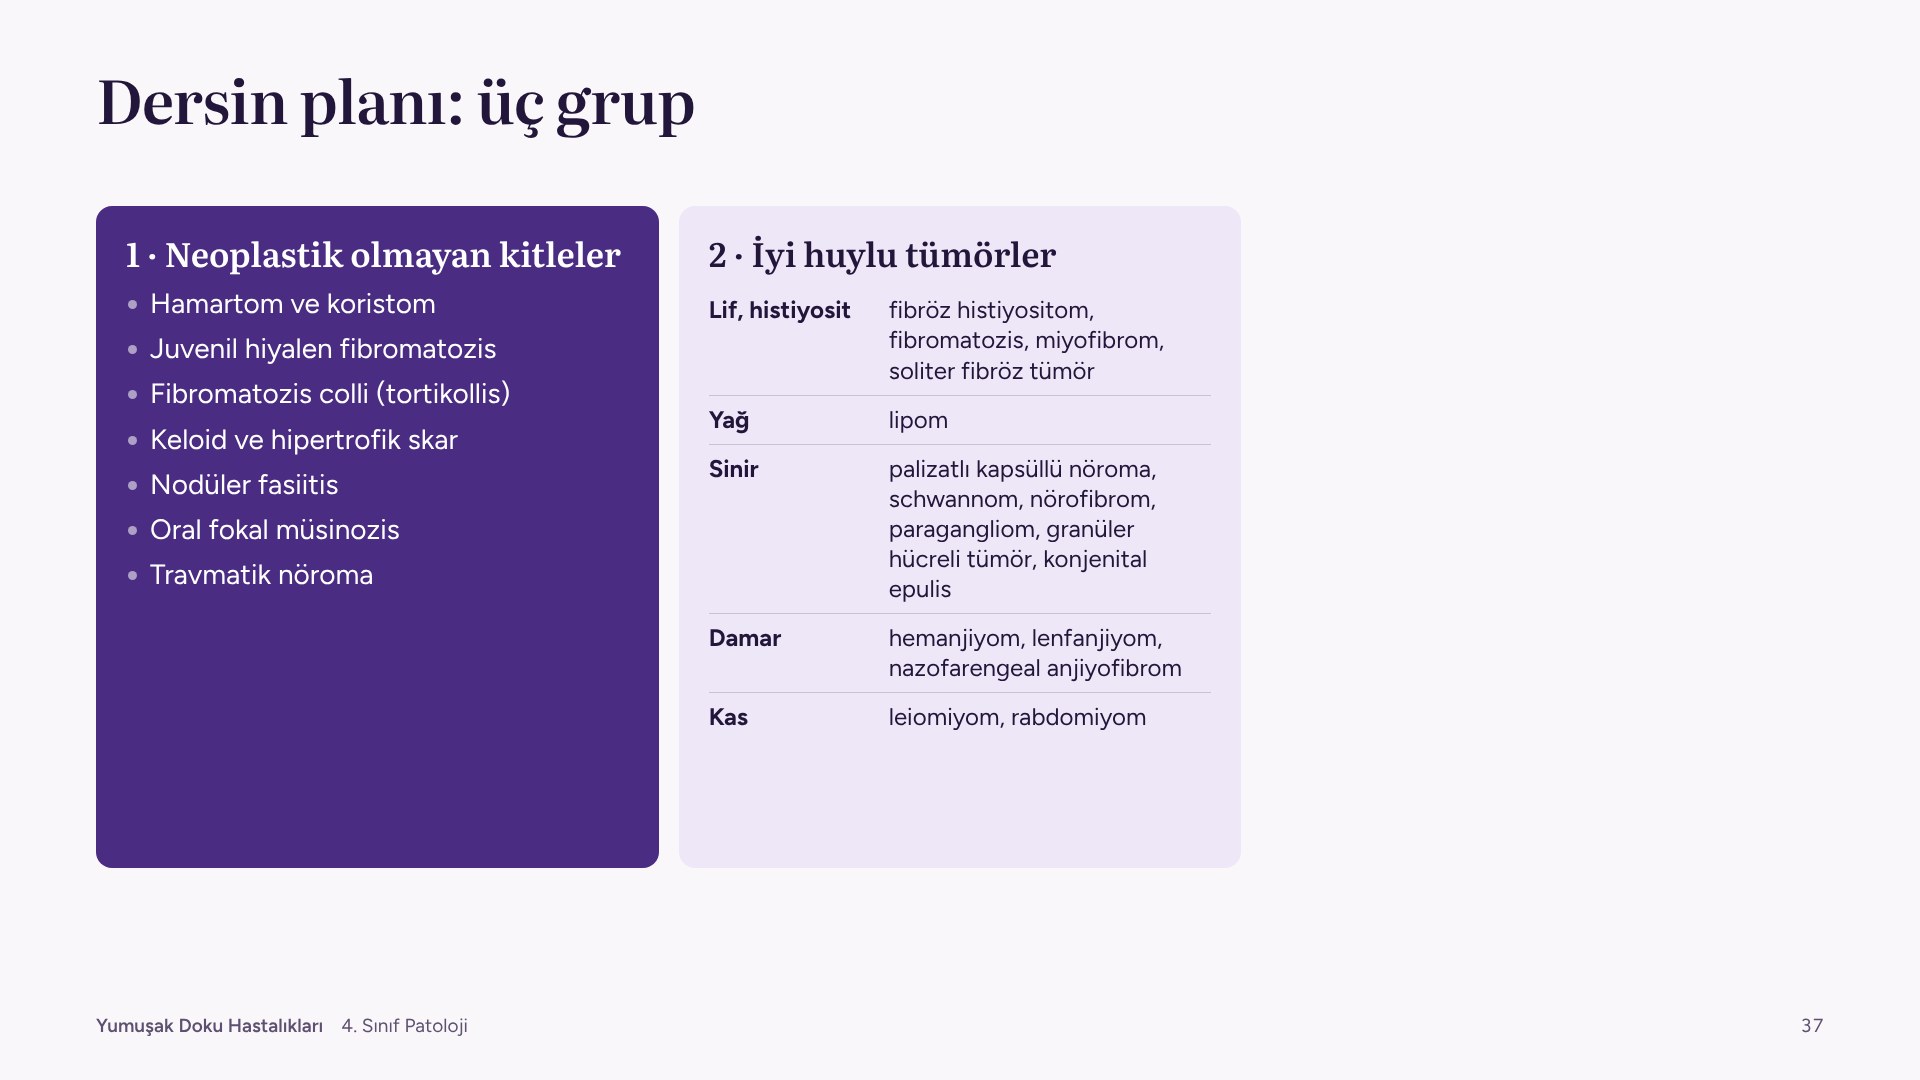 Dersin planı: üç grup
1 · Neoplastik olmayan kitleler
Hamartom ve koristom
Juvenil hiyalen fibromatozis
Fibromatozis colli (tortikollis)
Keloid ve hipertrofik skar
Nodüler fasiitis
Oral fokal müsinozis
Travmatik nöroma
2 · İyi huylu tümörler
Lif, histiyosit fibröz histiyositom,
fibromatozis, miyofibrom,
soliter fibröz tümör
Yağ lipom
Sinir palizatlı kapsüllü nöroma,
schwannom, nörofibrom,
paragangliom, granüler
hücreli tümör, konjenital
epulis
Damar hemanjiyom, lenfanjiyom,
nazofarengeal anjiyofibrom
Kas leiomiyom, rabdomiyom
Yumuşak Doku Hastalıkları 4. Sınıf Patoloji
37